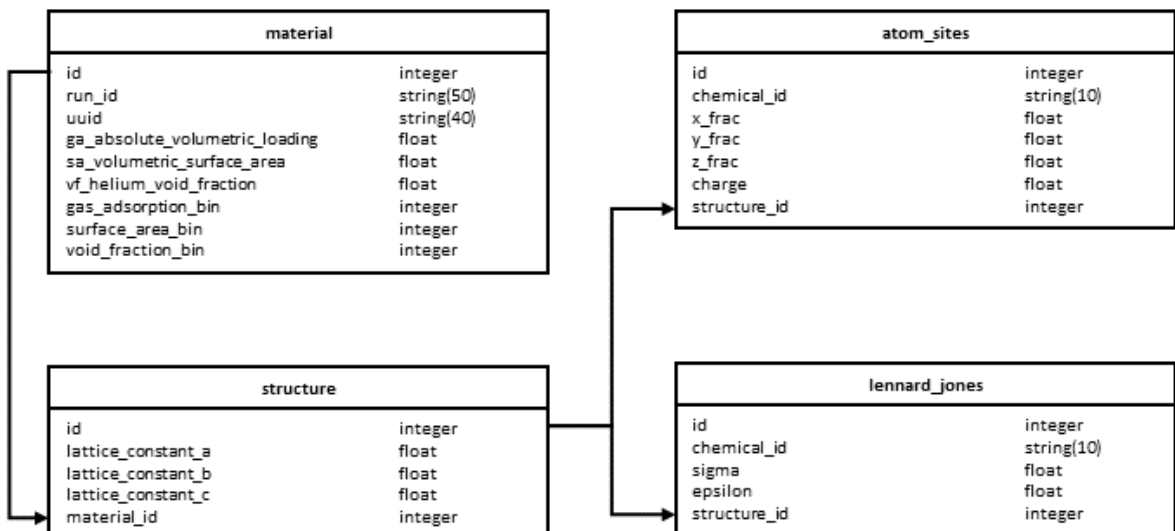 material
id integer
run_id string(50)
uuid string(40)
ga_absolute_volumetric_loading float
sa_volumetric_surface_area float
vf_helium_void_fraction float
gas_adsorption_bin integer
surface_area_bin integer
void_fraction_bin integer
atom_sites
id integer
chemical_id string(10)
x_frac float
y_frac float
z_frac float
charge float
structure_id integer
structure
id integer
lattice_constant_a float
lattice_constant_b float
lattice_constant_c float
material_id integer
lennard_jones
id integer
chemical_id string(10)
sigma float
epsilon float
structure_id integer